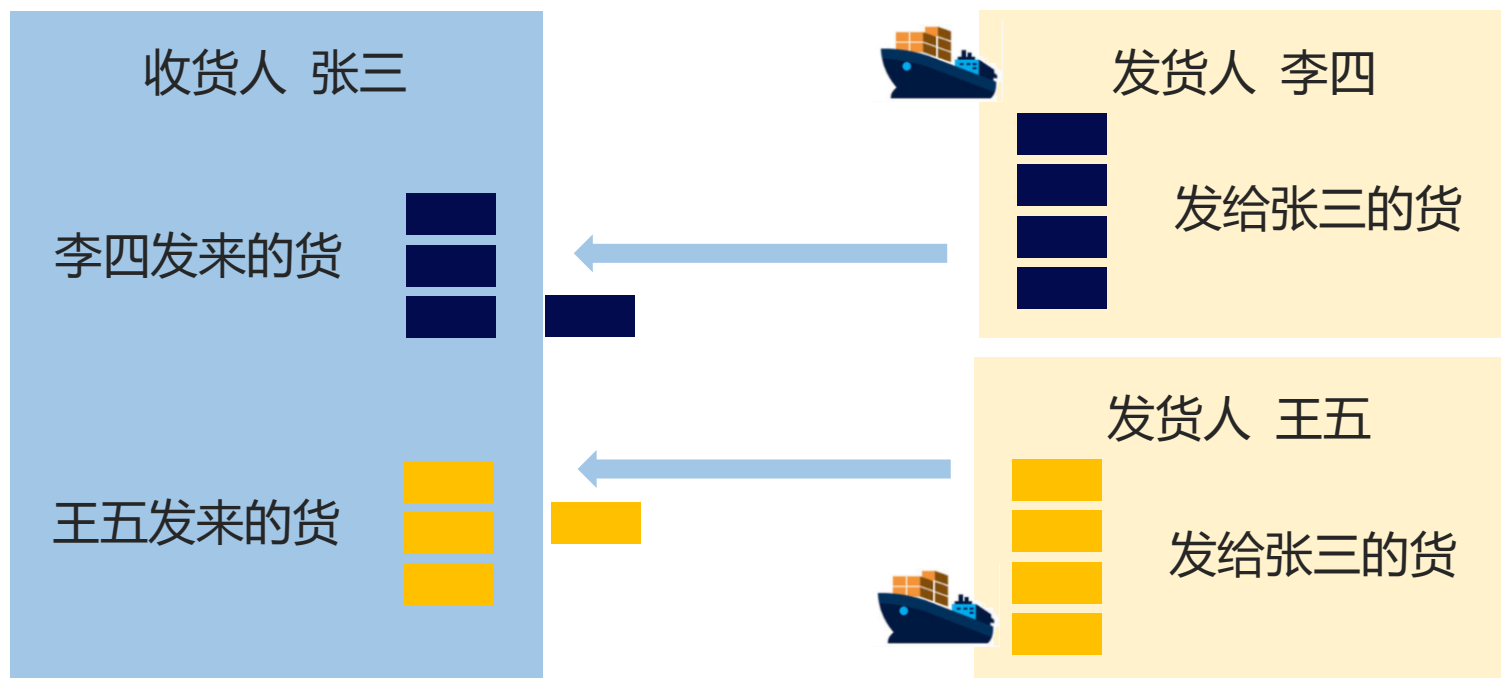 收货人 张三
李四发来的货
王五发来的货
发货人 李四
发给张三的货
发货人 王五
发给张三的货